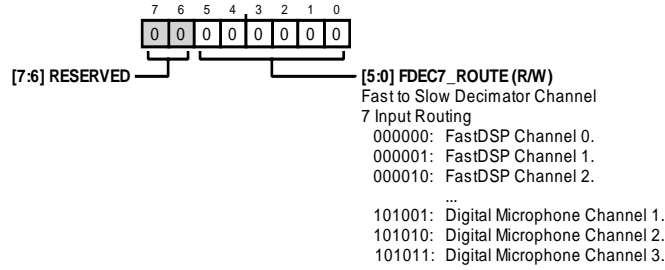 7 6 5 4 3 2 1 0
0 0 0 0 0 0 0 0
[7:6] RESERVED
[5:0] FDEC7_ROUTE (R/W)
Fast to Slow Decimator Channel
7 Input Routing
000000: FastDSP Channel 0.
000001: FastDSP Channel 1.
000010: FastDSP Channel 2.
...
101001: Digital Microphone Channel 1.
101010: Digital Microphone Channel 2.
101011: Digital Microphone Channel 3.